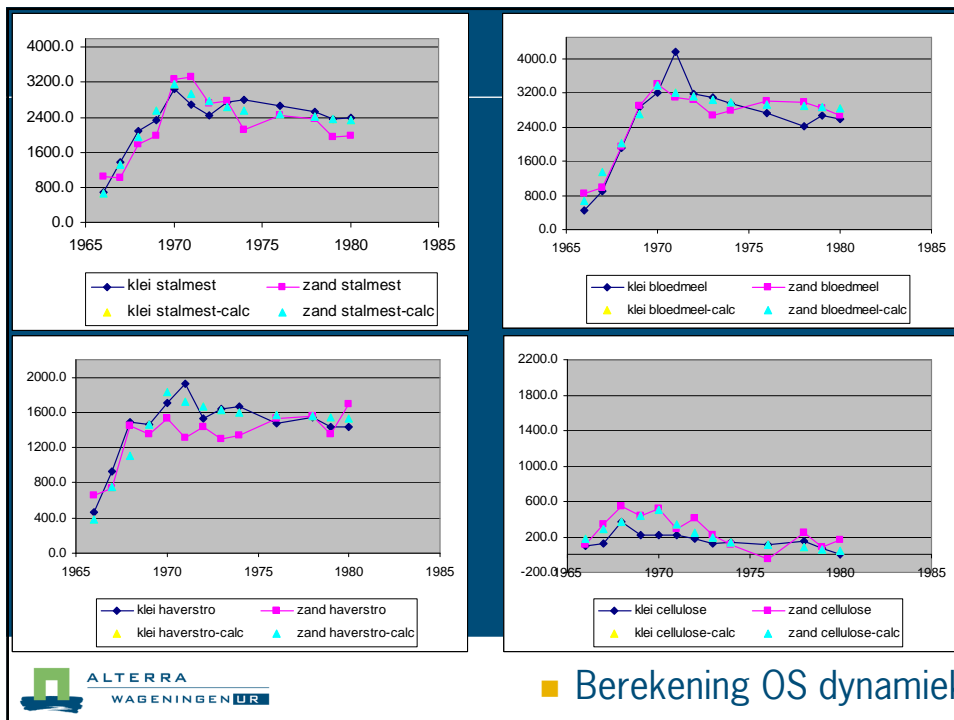 4000.0
3200.0
2400.0
1600.0
800.0
0.0
1965 1970 1975 1980 1985
klei stalmest zand stalmest
klei stalmest-calc zand stalmest-calc
4000.0
3200.0
2400.0
1600.0
800.0
0.0
1965 1970 1975 1980 1985
klei bloedmeel zand bloedmeel
klei bloedmeel-calc zand bloedmeel-calc
2000.0
1600.0
1200.0
800.0
400.0
0.0
1965 1970 1975 1980 1985
klei haverstro zand haverstro
klei haverstro-calc zand haverstro-calc
2200.0
1800.0
1400.0
1000.0
600.0
200.0
-200.0
1965 1970 1975 1980 1985
klei cellulose zand cellulose
klei cellulose-calc zand cellulose-calc
ALTERRA
WAGENINGEN UR
Berekening OS dynamiek